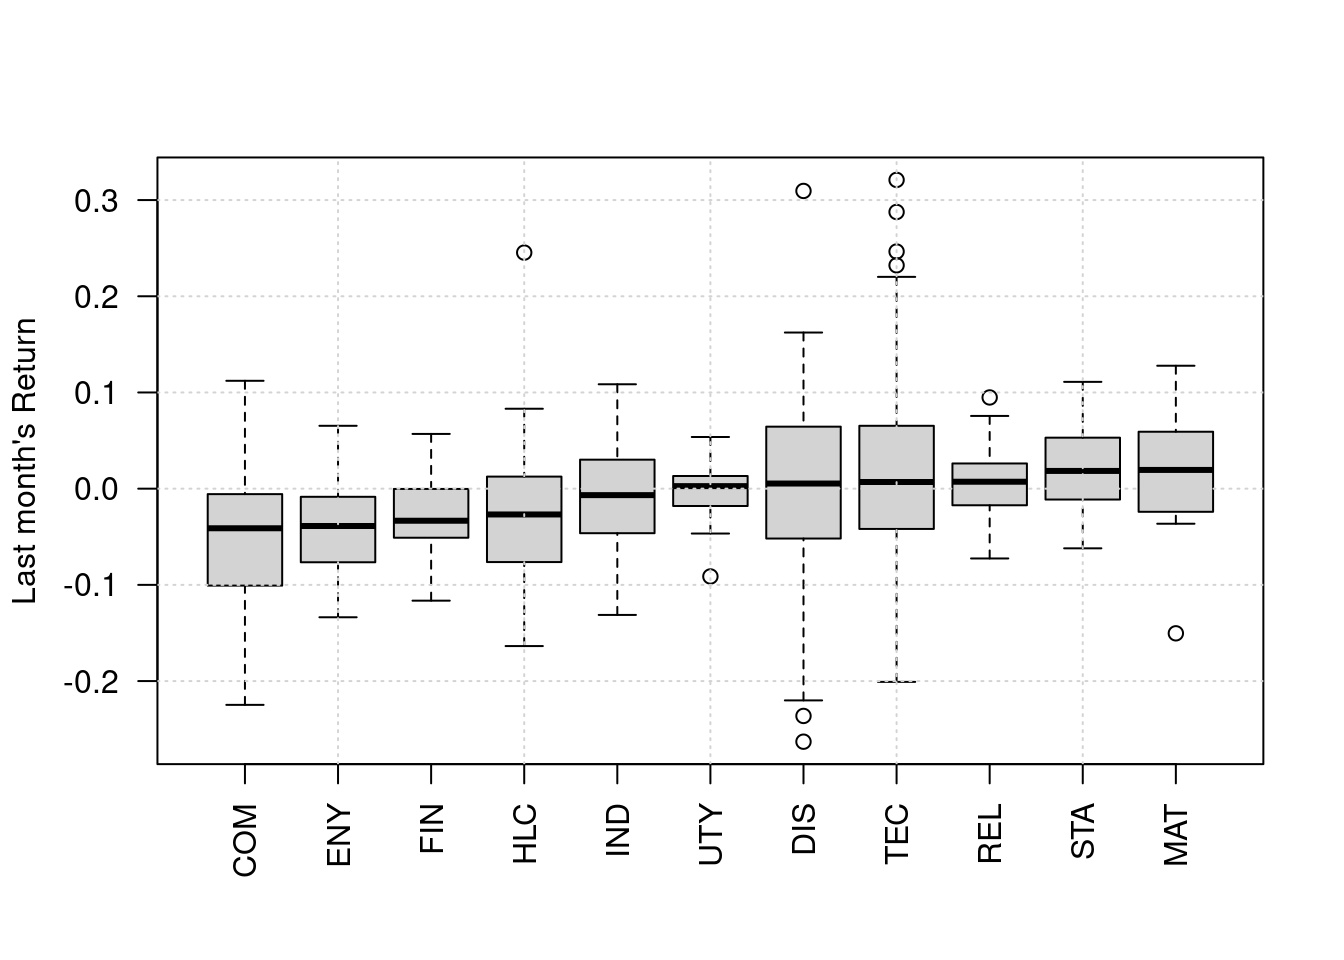 Last month's Return
0.3
0.2
0.1
0.0
-0.1
-0.2
COM
ENY
FIN
HLC
IND
UTY
DIS
TEC
REL
STA
MAT